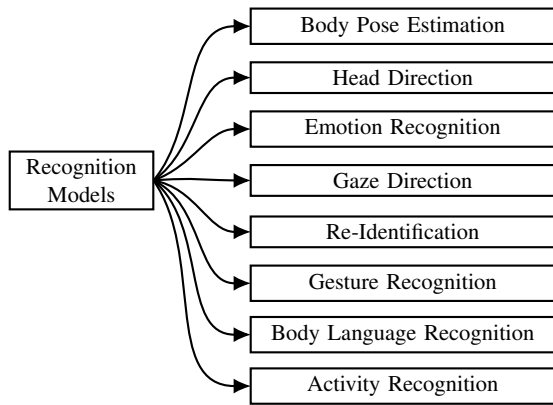 Body Pose Estimation
Head Direction
Emotion Recognition
Recognition
Models
Gaze Direction
Re-Identification
Gesture Recognition
Body Language Recognition
Activity Recognition